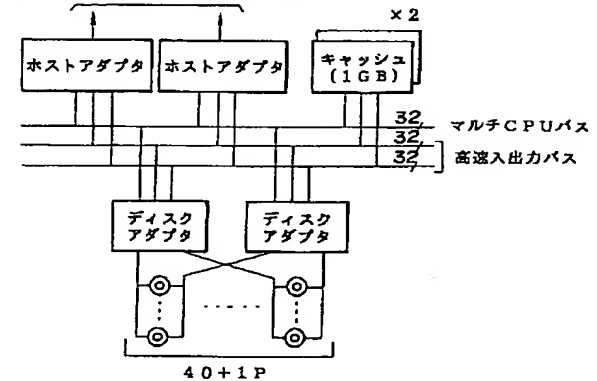 ×2
ホストアダプタ
ホストアダプタ
キャッシュ
(1GB)
32
マルチCPUバス
32
32
高速入出力バス
ディスク
アダプタ
ディスク
アダプタ
40+1P